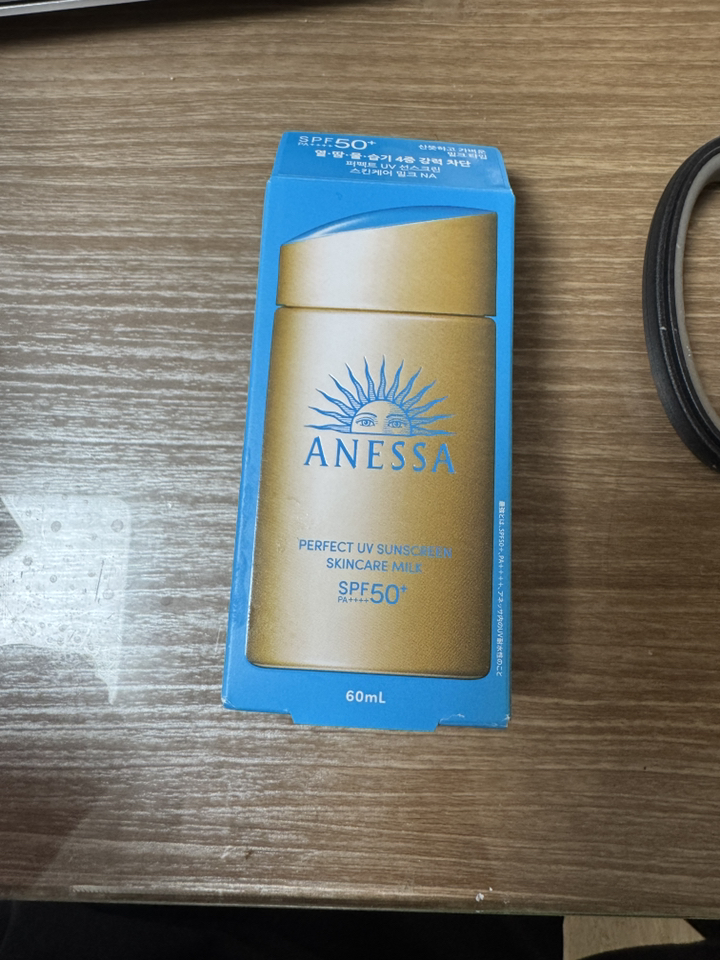 SPF50+
PA++++
산뜻하고 가벼운
밀크 타입
열·땀·물·습기 4중 강력 차단
퍼펙트 UV 선스크린
스킨케어 밀크 NA
ANESSA
PERFECT UV SUNSCREEN
SKINCARE MILK
SPF50+
PA++++
60mL